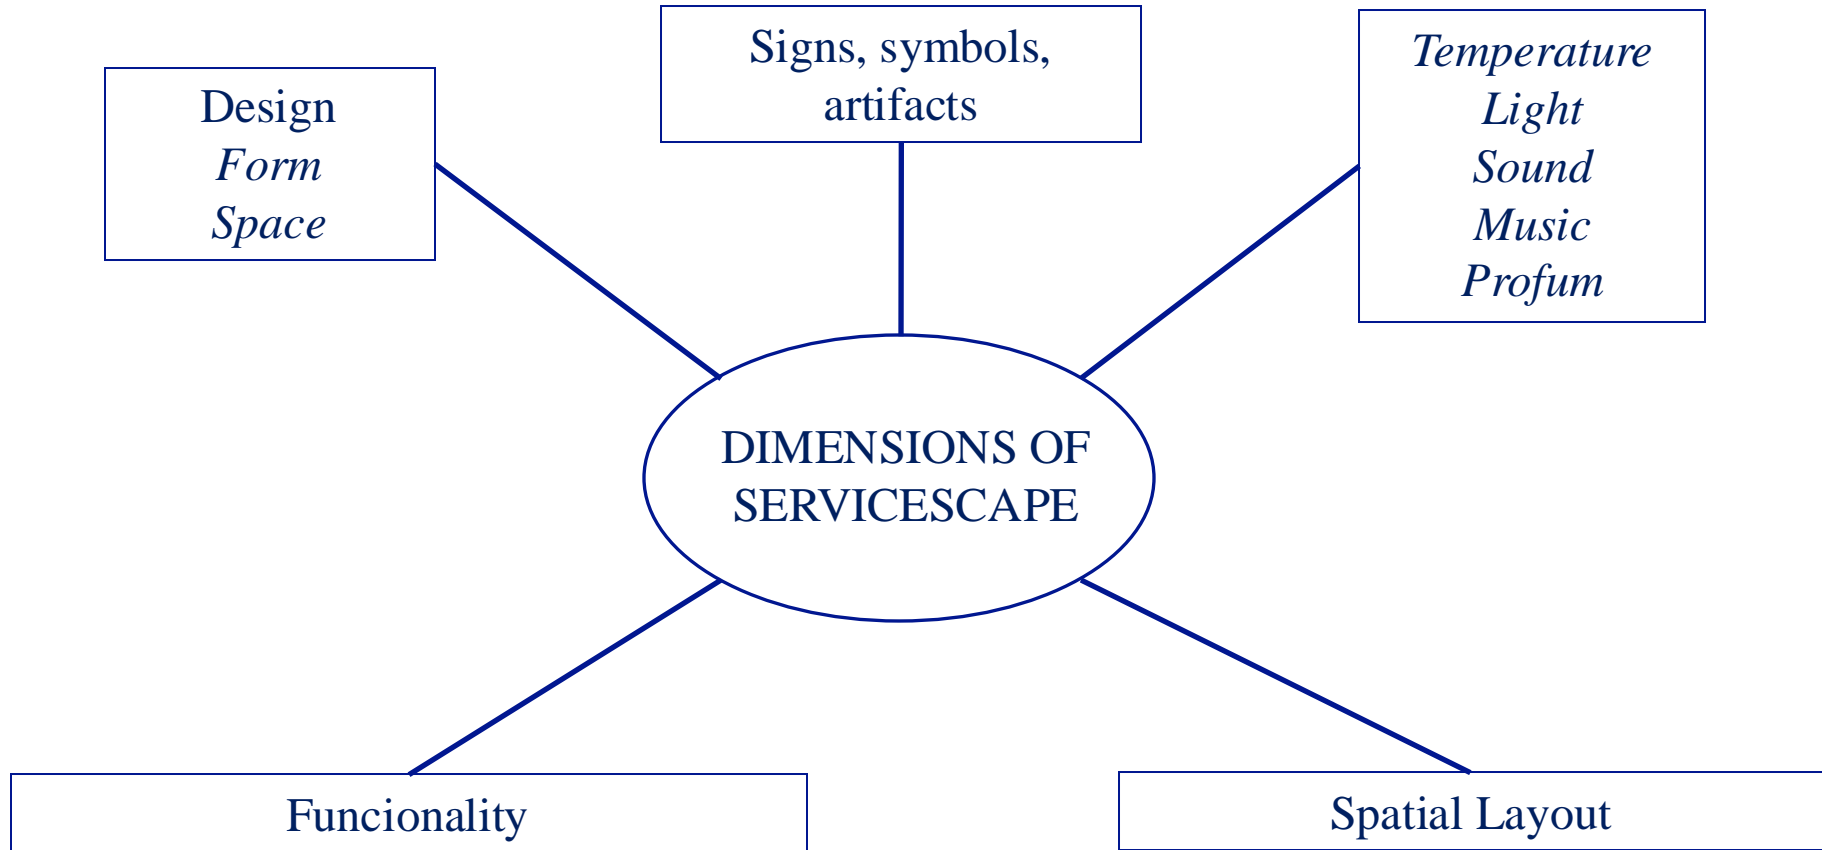 Design
Form
Space
Signs, symbols,
artifacts
Temperature
Light
Sound
Music
Profum
DIMENSIONS OF
SERVICESCAPE
Funcionality
Spatial Layout